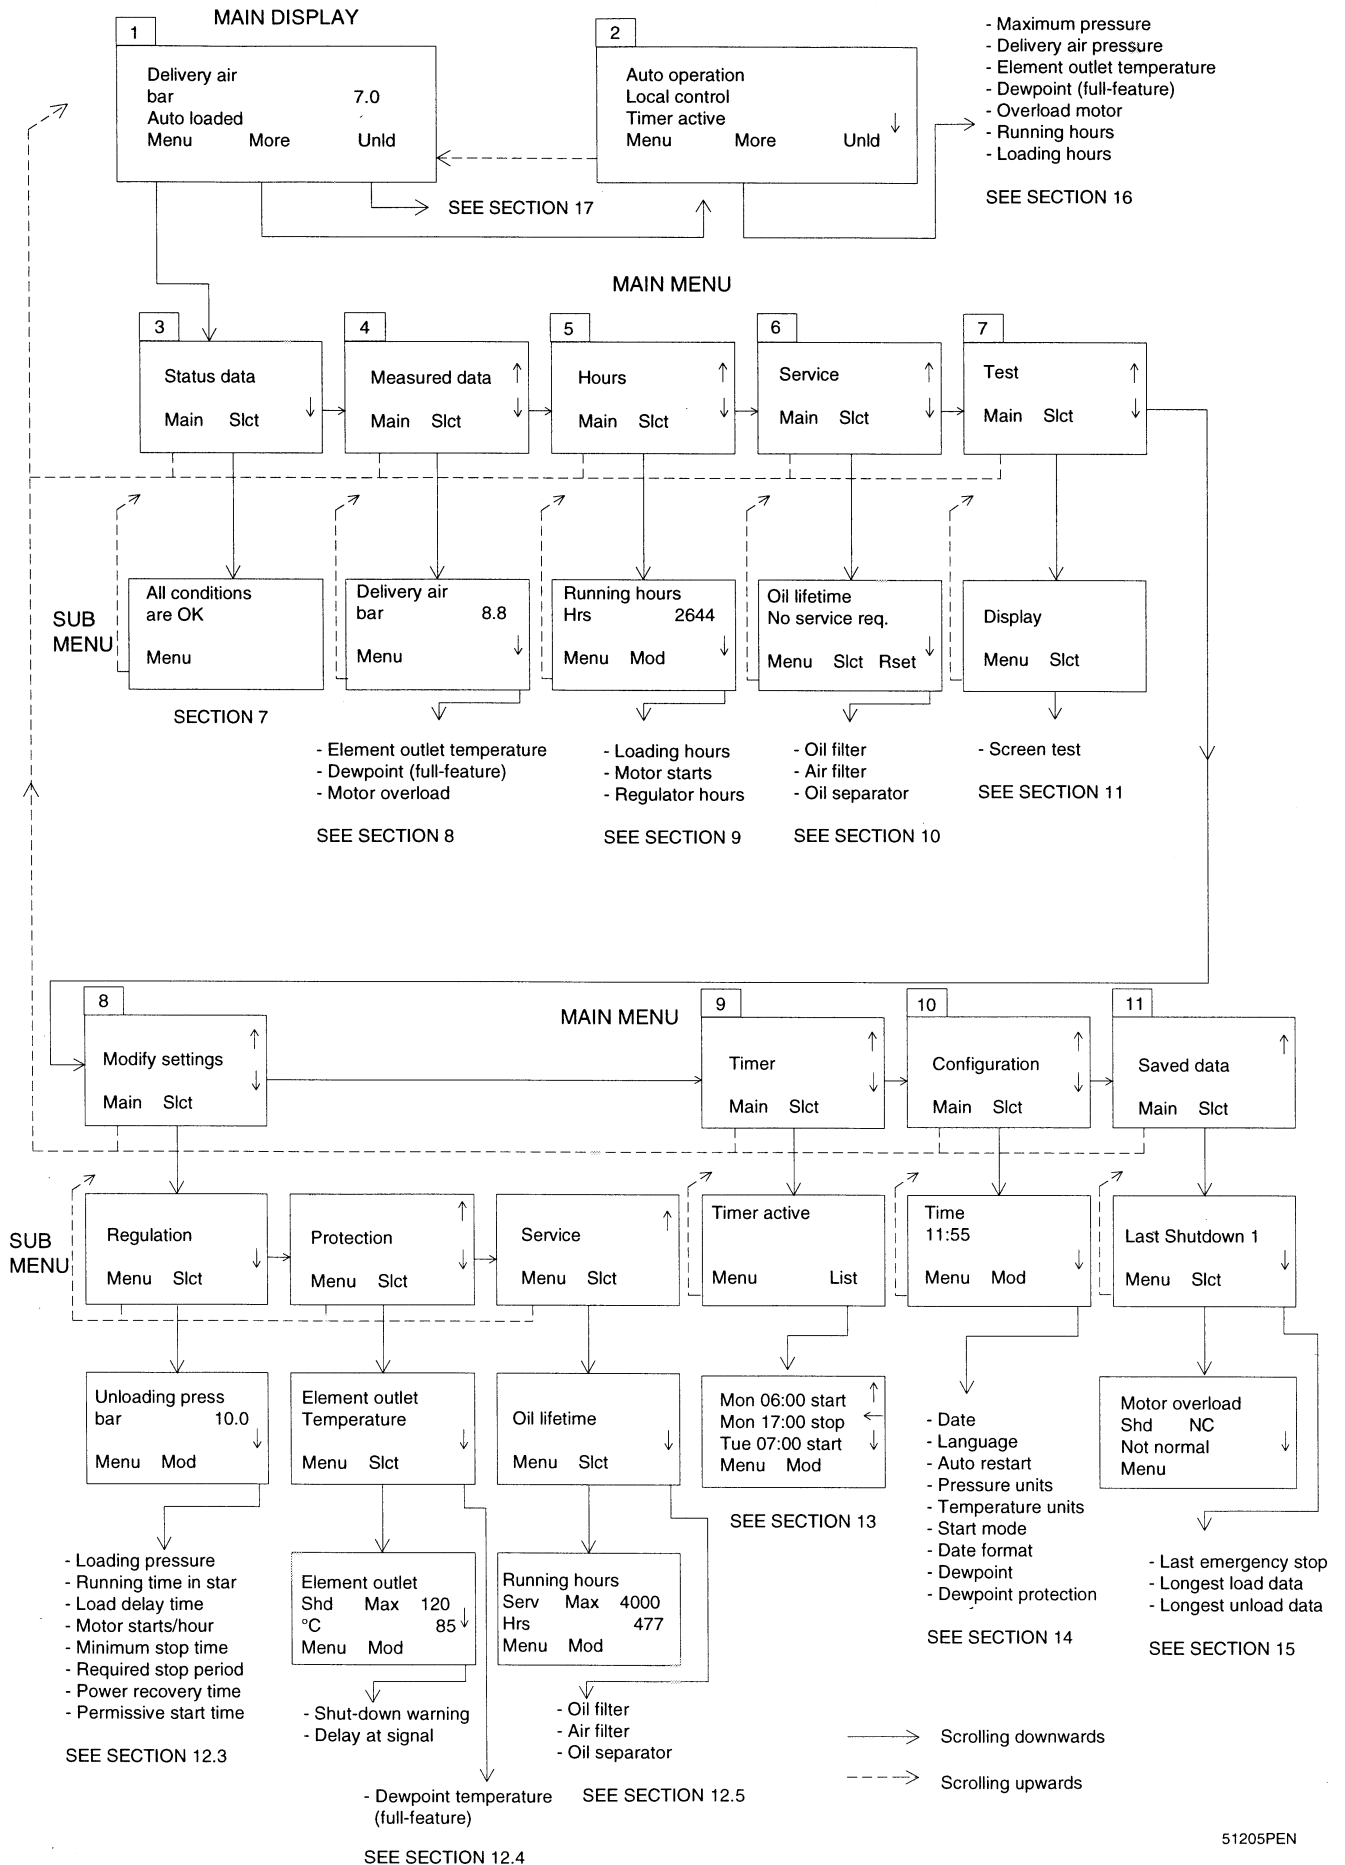 MAIN DISPLAY
1
Delivery air
bar 7.0
Auto loaded
Menu More Unld
2
Auto operation
Local control
Timer active
Menu More Unld
- Maximum pressure
- Delivery air pressure
- Element outlet temperature
- Dewpoint (full-feature)
- Overload motor
- Running hours
- Loading hours
SEE SECTION 16
SEE SECTION 17
MAIN MENU
3
Status data
Main Slct
4
Measured data
Main Slct
5
Hours
Main Slct
6
Service
Main Slct
7
Test
Main Slct
SUB
MENU
All conditions
are OK
Menu
SECTION 7
Delivery air
bar 8.8
Menu
- Element outlet temperature
- Dewpoint (full-feature)
- Motor overload
SEE SECTION 8
Running hours
Hrs 2644
Menu Mod
- Loading hours
- Motor starts
- Regulator hours
SEE SECTION 9
Oil lifetime
No service req.
Menu Slct Rset
- Oil filter
- Air filter
- Oil separator
SEE SECTION 10
Display
Menu Slct
- Screen test
SEE SECTION 11
MAIN MENU
8
Modify settings
Main Slct
9
Timer
Main Slct
10
Configuration
Main Slct
11
Saved data
Main Slct
SUB
MENU
Regulation
Menu Slct
Protection
Menu Slct
Service
Menu Slct
Timer active
Menu List
Time
11:55
Menu Mod
Last Shutdown 1
Menu Slct
Unloading press
bar 10.0
Menu Mod
- Loading pressure
- Running time in star
- Load delay time
- Motor starts/hour
- Minimum stop time
- Required stop period
- Power recovery time
- Permissive start time
SEE SECTION 12.3
Element outlet
Temperature
Menu Slct
Element outlet
Shd Max 120
°C 85
Menu Mod
- Shut-down warning
- Delay at signal
- Dewpoint temperature
(full-feature)
SEE SECTION 12.4
Oil lifetime
Menu Slct
Running hours
Serv Max 4000
Hrs 477
Menu Mod
- Oil filter
- Air filter
- Oil separator
SEE SECTION 12.5
Mon 06:00 start
Mon 17:00 stop
Tue 07:00 start
Menu Mod
SEE SECTION 13
- Date
- Language
- Auto restart
- Pressure units
- Temperature units
- Start mode
- Date format
- Dewpoint
- Dewpoint protection
SEE SECTION 14
Motor overload
Shd NC
Not normal
Menu
- Last emergency stop
- Longest load data
- Longest unload data
SEE SECTION 15
Scrolling downwards
Scrolling upwards
51205PEN